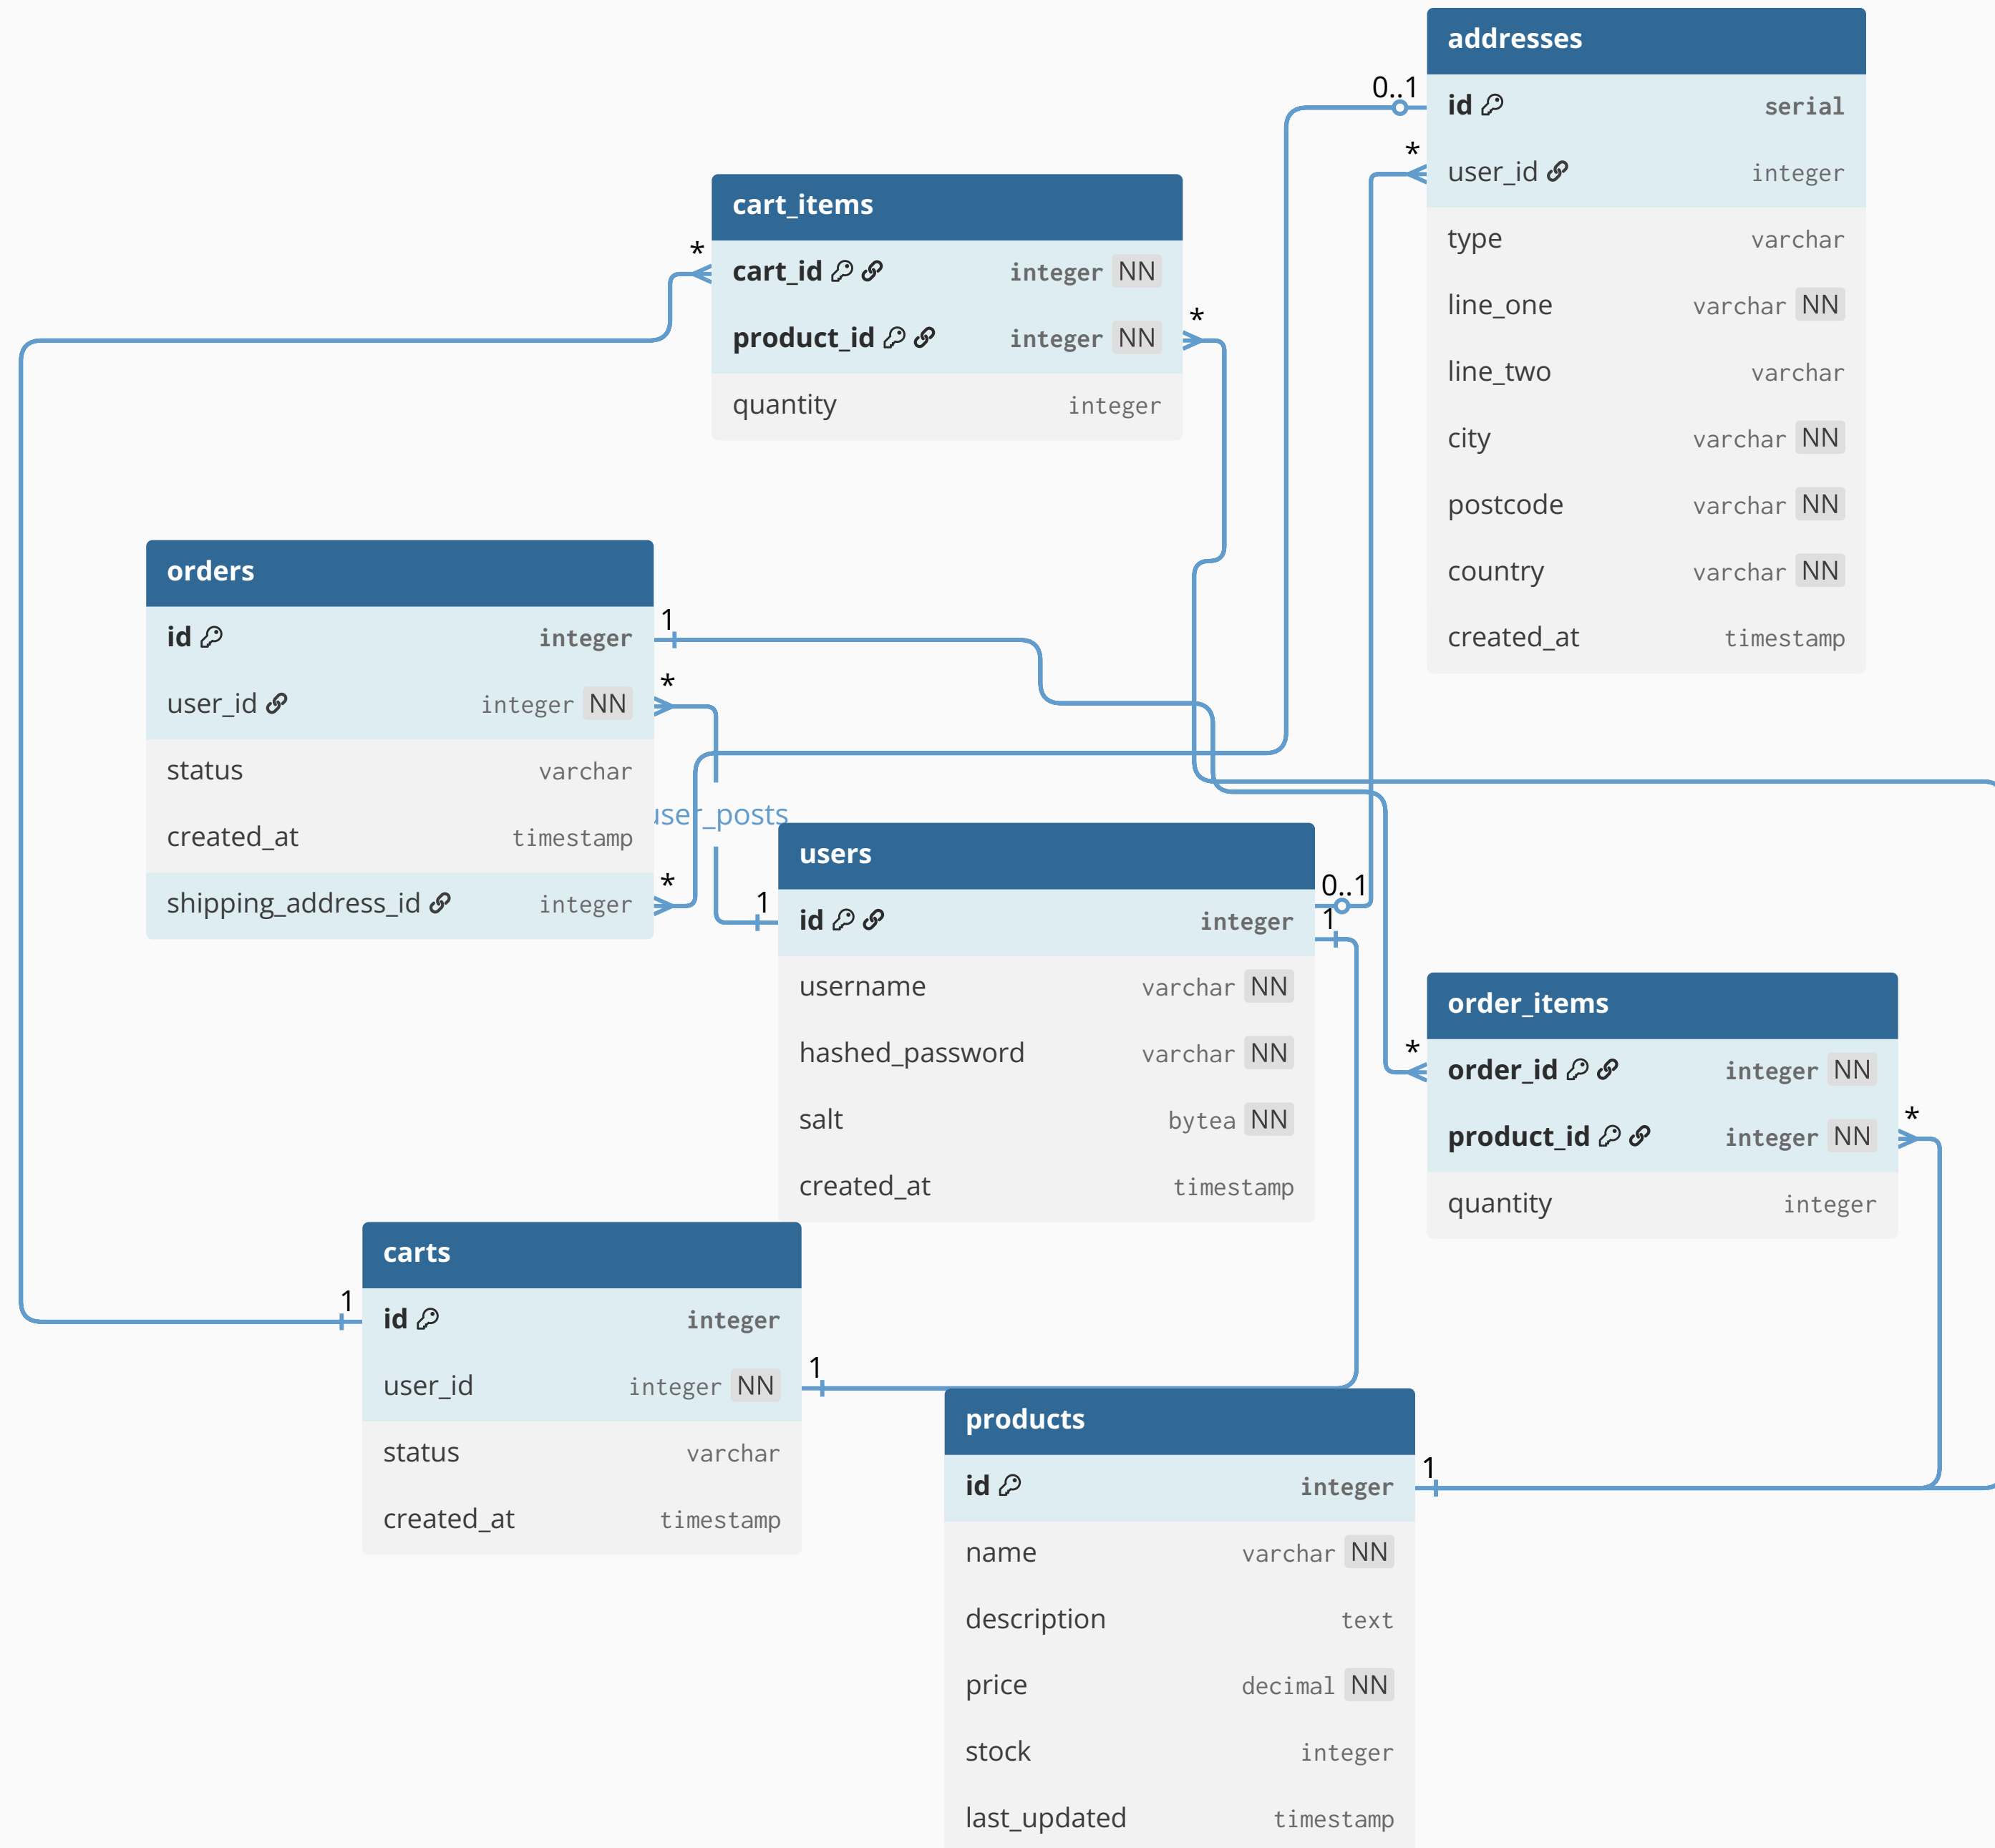 addresses
0..1
id serial
*
user_id integer
type varchar
line_one varchar NN
line_two varchar
city varchar NN
postcode varchar NN
country varchar NN
created_at timestamp
cart_items
*
cart_id integer NN
*
product_id integer NN
quantity integer
orders
1
id integer
*
user_id integer NN
status varchar
created_at timestamp
*
shipping_address_id integer
user_posts
users
1
0..1
1
id integer
username varchar NN
hashed_password varchar NN
salt bytea NN
created_at timestamp
order_items
*
order_id integer NN
*
product_id integer NN
quantity integer
carts
1
id integer
1
user_id integer NN
status varchar
created_at timestamp
products
1
id integer
name varchar NN
description text
price decimal NN
stock integer
last_updated timestamp